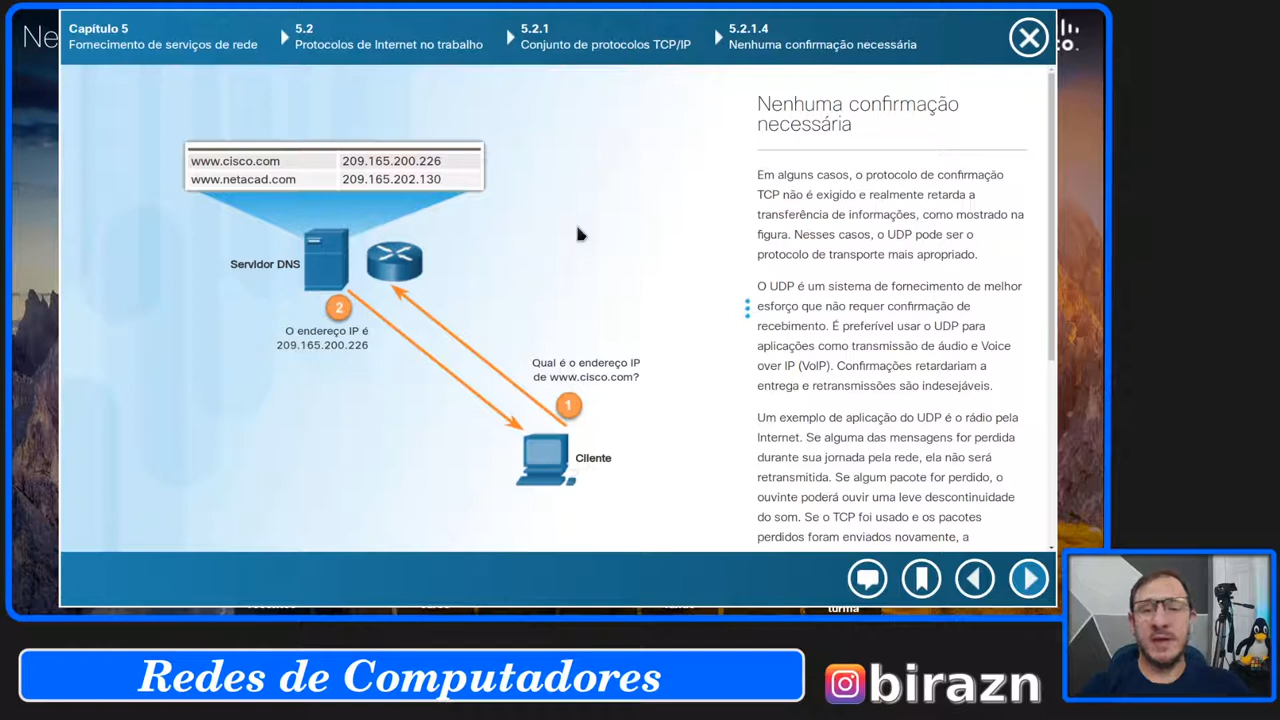 Ne
Capítulo 5
Fornecimento de serviços de rede
5.2
Protocolos de Internet no trabalho
5.2.1
Conjunto de protocolos TCP/IP
5.2.1.4
Nenhuma confirmação necessária
co.
Nenhuma confirmação
necessária
www.cisco.com 209.165.200.226
www.netacad.com 209.165.202.130
Servidor DNS
2
O endereço IP é
209.165.200.226
Qual é o endereço IP
de www.cisco.com?
1
Cliente
Em alguns casos, o protocolo de confirmação
TCP não é exigido e realmente retarda a
transferência de informações, como mostrado na
figura. Nesses casos, o UDP pode ser o
protocolo de transporte mais apropriado.
O UDP é um sistema de fornecimento de melhor
esforço que não requer confirmação de
recebimento. É preferível usar o UDP para
aplicações como transmissão de áudio e Voice
over IP (VoIP). Confirmações retardariam a
entrega e retransmissões são indesejáveis.
Um exemplo de aplicação do UDP é o rádio pela
Internet. Se alguma das mensagens for perdida
durante sua jornada pela rede, ela não será
retransmitida. Se algum pacote for perdido, o
ouvinte poderá ouvir uma leve descontinuidade
do som. Se o TCP foi usado e os pacotes
perdidos foram enviados novamente, a
turma
Redes de Computadores
birazn